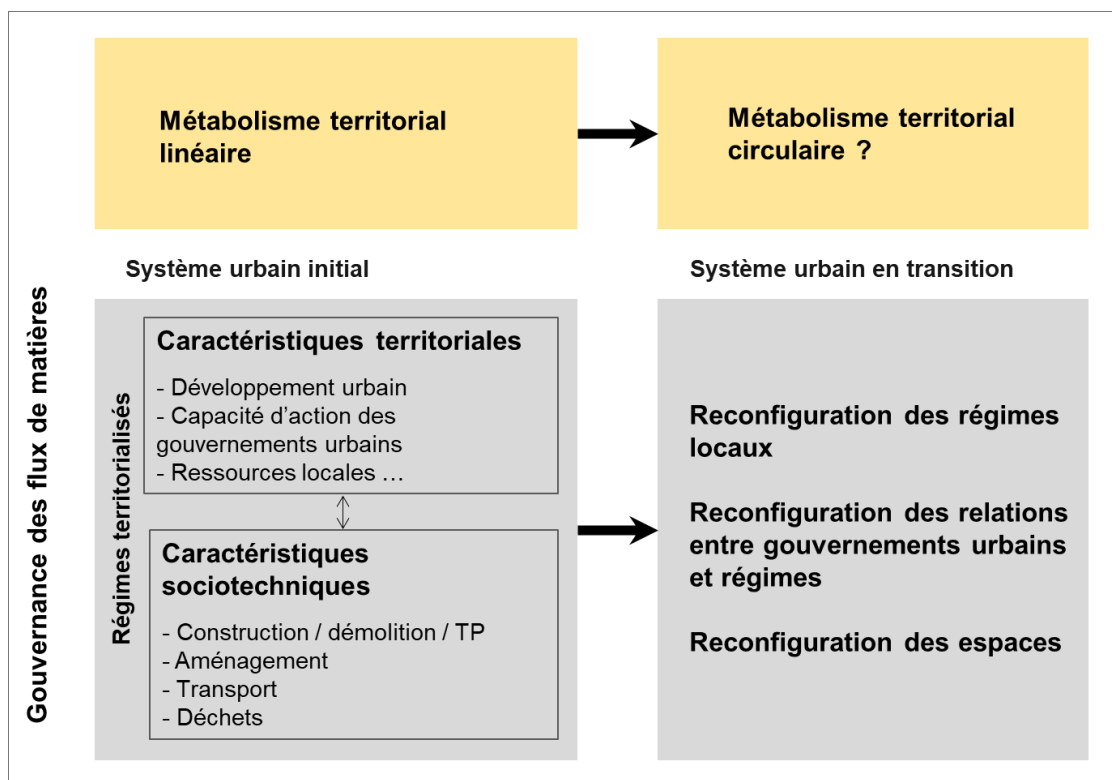 Métabolisme territorial
linéaire
Métabolisme territorial
circulaire ?
Système urbain initial
Système urbain en transition
Gouvernance des flux de matières
Régimes territorialisés
Caractéristiques territoriales
- Développement urbain
- Capacité d’action des
gouvernements urbains
- Ressources locales ...
Caractéristiques
sociotechniques
- Construction / démolition / TP
- Aménagement
- Transport
- Déchets
Reconfiguration des régimes
locaux
Reconfiguration des relations
entre gouvernements urbains
et régimes
Reconfiguration des espaces